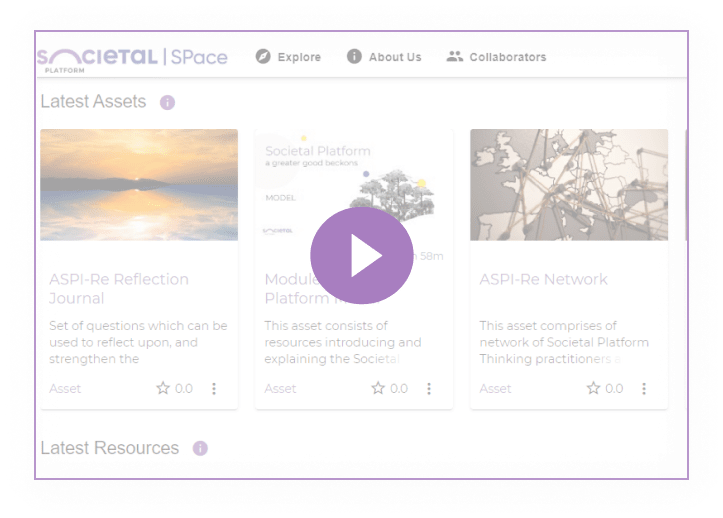 SOCIETAL | SPace
PLATFORM
Explore
About Us
Collaborators
Latest Assets
Societal Platform
a greater good beckons
MODEL
SOCIETAL
58m
ASPI-Re Reflection
Journal
Set of questions which can be
used to reflect upon, and
strengthen the
Asset
0.0
Module
Platform
This asset consists of
resources introducing and
explaining the Societal
Asset
0.0
ASPI-Re Network
This asset comprises of
network of Societal Platform
Thinking practitioners
Asset
0.0
Latest Resources